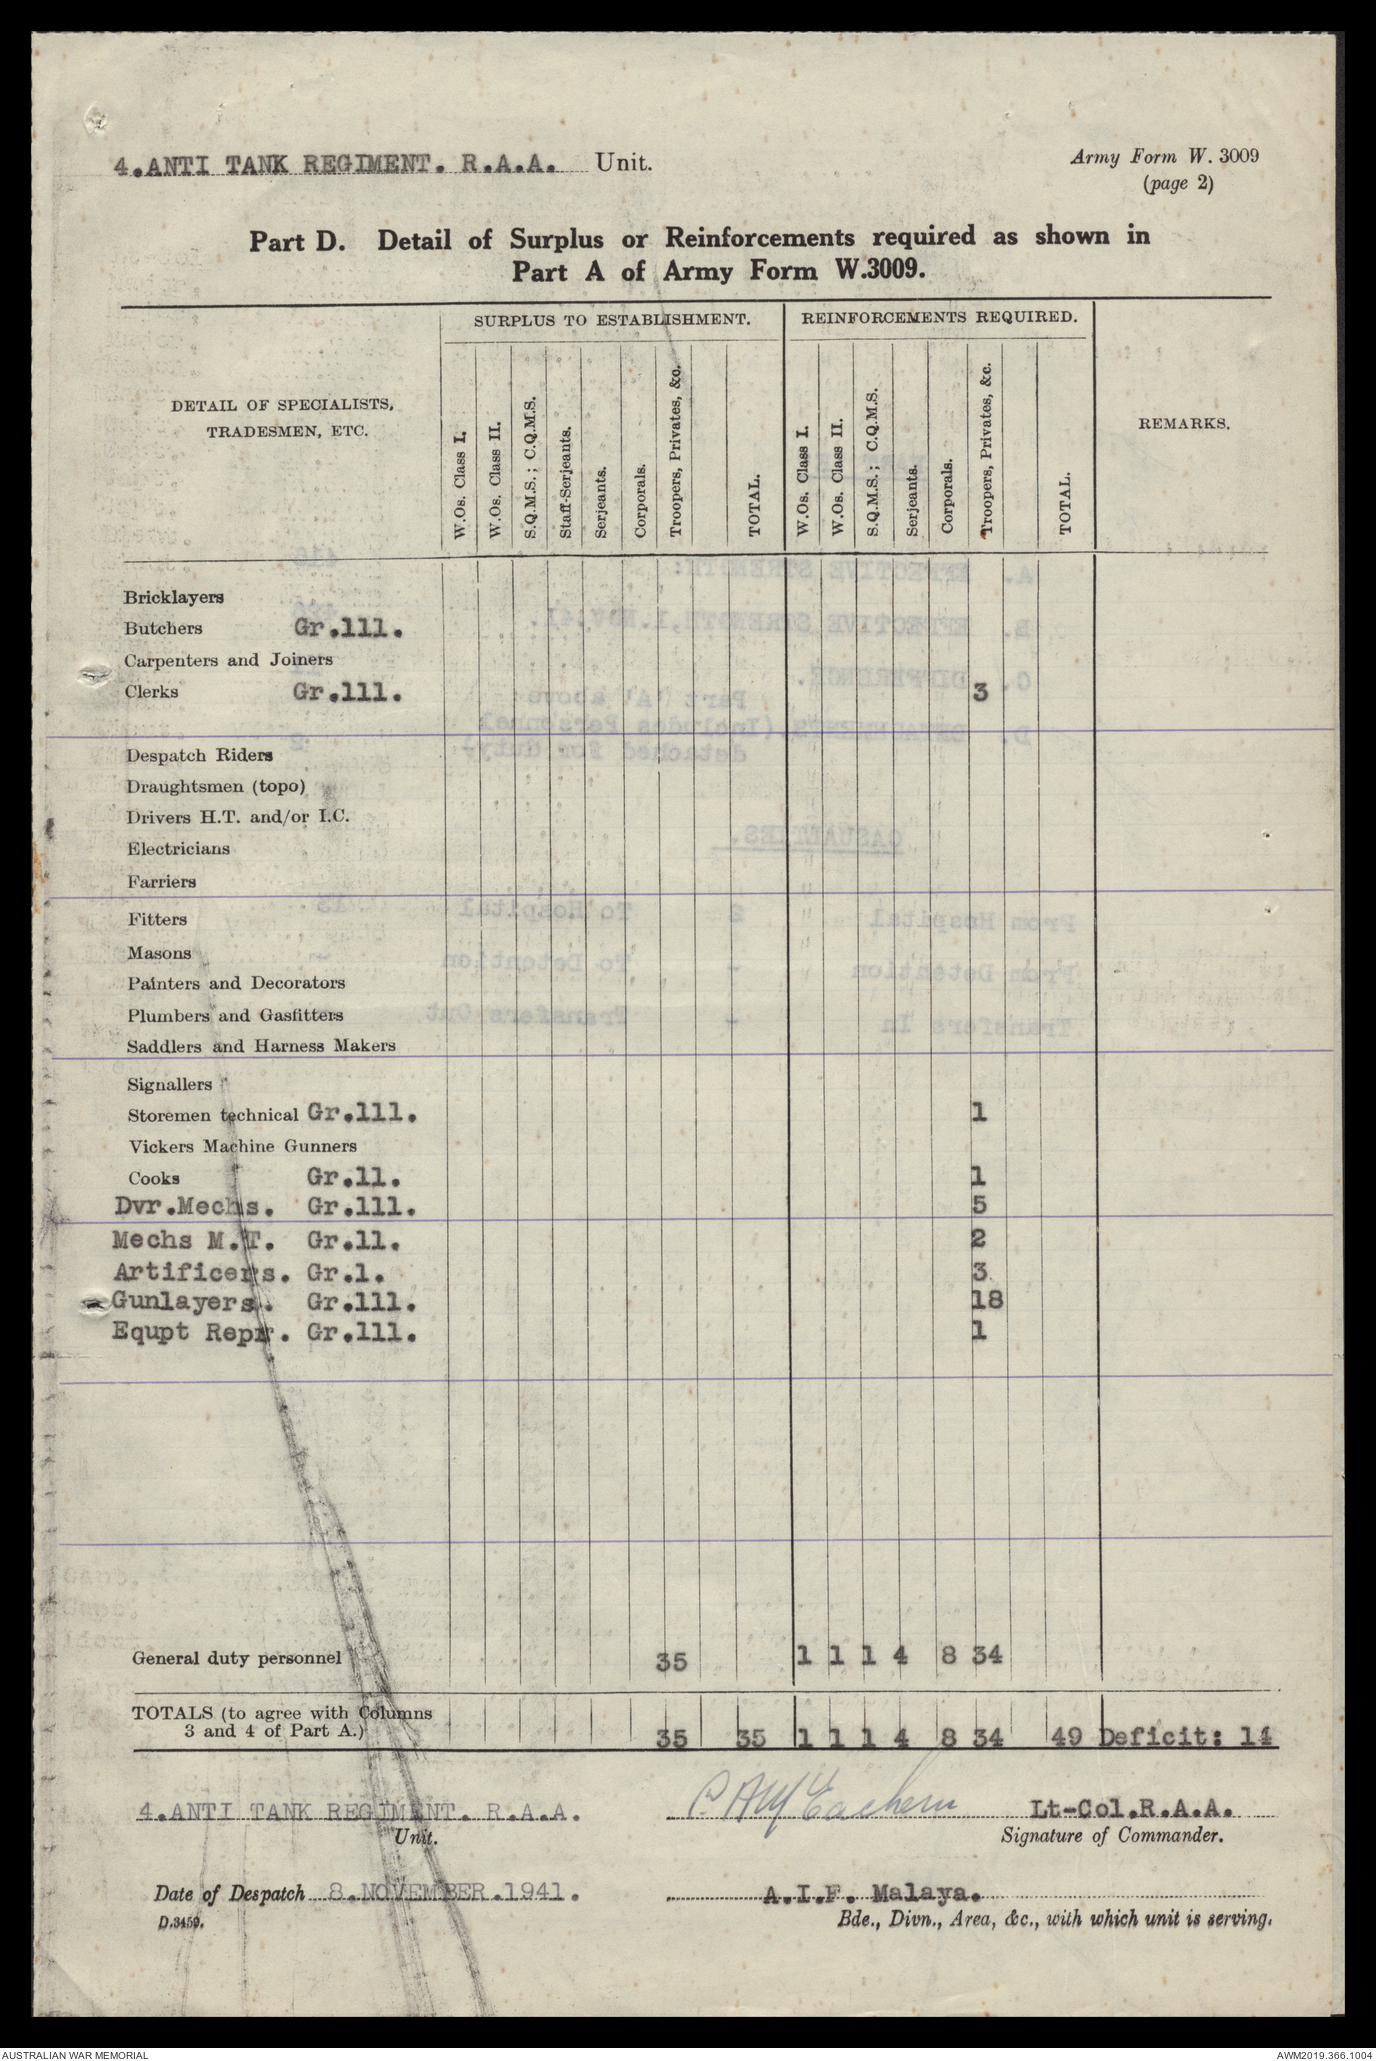 4.ANTI TANK REGIMENT. R.A.A. Unit.
Army Form W. 3009
(page 2)
Part D. Detail of Surplus or Reinforcements required as shown in
Part A of Army Form W.3009.
SURPLUS TO ESTABLISHMENT. REINFORCEMENTS REQUIRED.
DETAIL OF SPECIALISTS,
TRADESMEN, ETC.
W.Os. Class I.
W.Os. Class II.
S.Q.M.S.; C.Q.M.S.
Staff-Serjeants.
Serjeants.
Corporals.
Troopers, Privates, &c.
TOTAL.
W.Os. Class I.
W.Os. Class II.
S.Q.M.S.; C.Q.M.S.
Serjeants.
Corporals.
Troopers, Privates, &c.
TOTAL.
REMARKS.
Bricklayers
Butchers Gr.111.
Carpenters and Joiners
Clerks Gr.111. 3
Despatch Riders
Draughtsmen (topo)
Drivers H.T. and/or I.C.
Electricians
Farriers
Fitters
Masons
Painters and Decorators
Plumbers and Gasfitters
Saddlers and Harness Makers
Signallers
Storemen technical Gr.111. 1
Vickers Machine Gunners
Cooks Gr.11. 1
Dvr.Mechs. Gr.111. 5
Mechs M.T. Gr.11. 2
Artificers. Gr.1. 3
Gunlayers. Gr.111. 18
Equpt Repr. Gr.111. 1
General duty personnel 35 1 1 1 4 8 34
TOTALS (to agree with Columns
3 and 4 of Part A.) 35 35 1 1 1 4 8 34 49 Deficit: 14
4.ANTI TANK REGIMENT. R.A.A. Lt-Col.R.A.A.
Unit. Signature of Commander.
Date of Despatch 8.NOVEMBER.1941. A.I.F. Malaya.
D.3459. Bde., Divn., Area, &c., with which unit is serving.
AUSTRALIAN WAR MEMORIAL AWM2019.366.1004